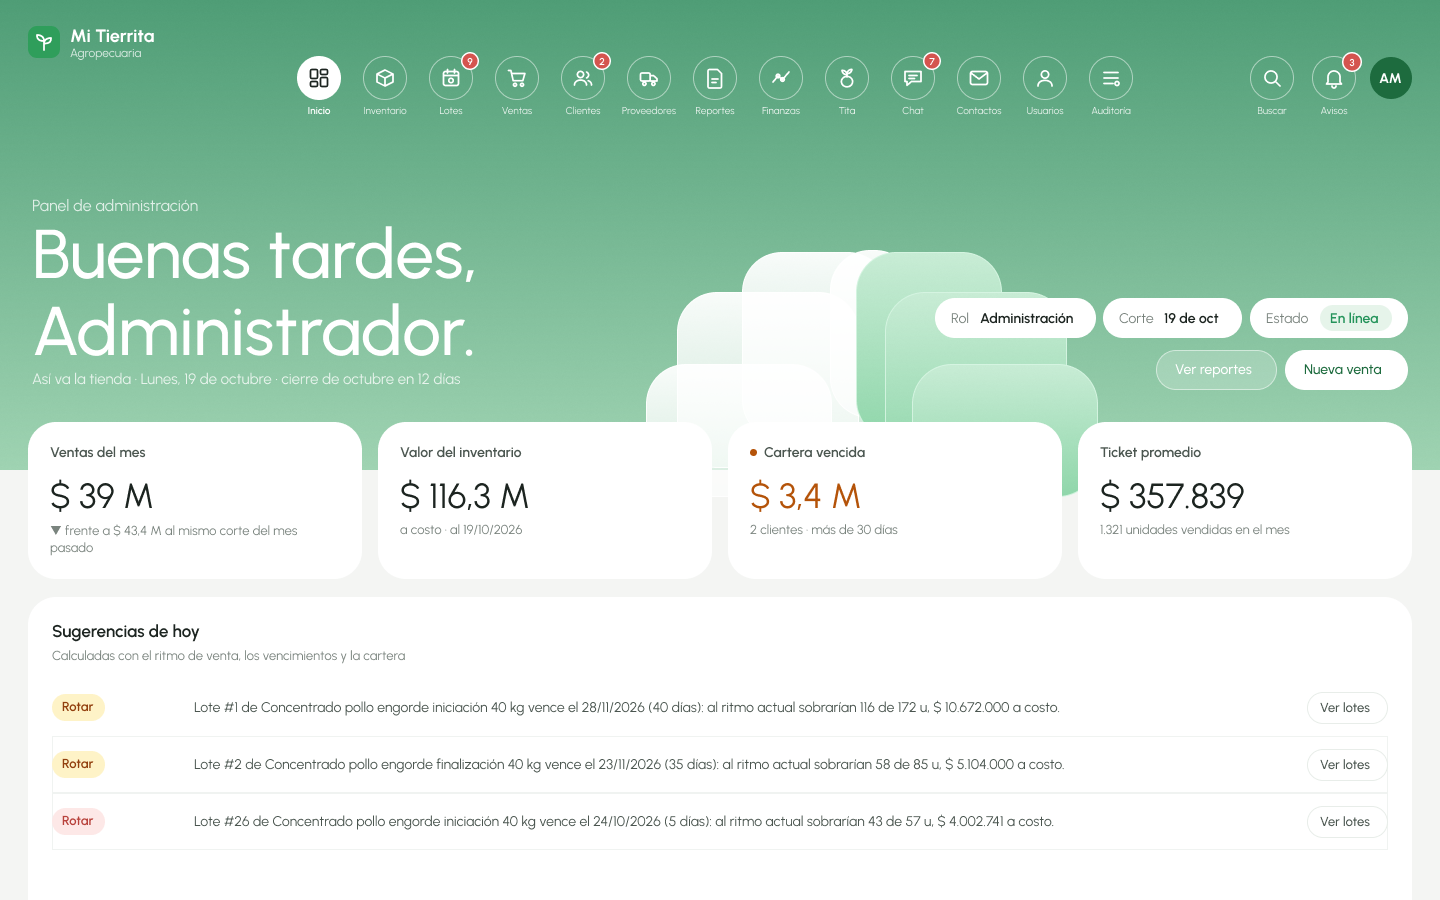 Mi Tierrita
Agropecuaria
9
2
7
3
AM
Inicio
Inventario
Lotes
Ventas
Clientes
Proveedores
Reportes
Finanzas
Tita
Chat
Contactos
Usuarios
Auditoría
Buscar
Avisos
Panel de administración
Buenas tardes,
Administrador.
Así va la tienda · Lunes, 19 de octubre · cierre de octubre en 12 días
Rol Administración
Corte 19 de oct
Estado En línea
Ver reportes
Nueva venta
Ventas del mes
$ 39 M
▼ frente a $ 43,4 M al mismo corte del mes
pasado
Valor del inventario
$ 116,3 M
a costo · al 19/10/2026
Cartera vencida
$ 3,4 M
2 clientes · más de 30 días
Ticket promedio
$ 357.839
1.321 unidades vendidas en el mes
Sugerencias de hoy
Calculadas con el ritmo de venta, los vencimientos y la cartera
Rotar Lote #1 de Concentrado pollo engorde iniciación 40 kg vence el 28/11/2026 (40 días): al ritmo actual sobrarían 116 de 172 u, $ 10.672.000 a costo. Ver lotes
Rotar Lote #2 de Concentrado pollo engorde finalización 40 kg vence el 23/11/2026 (35 días): al ritmo actual sobrarían 58 de 85 u, $ 5.104.000 a costo. Ver lotes
Rotar Lote #26 de Concentrado pollo engorde iniciación 40 kg vence el 24/10/2026 (5 días): al ritmo actual sobrarían 43 de 57 u, $ 4.002.741 a costo. Ver lotes